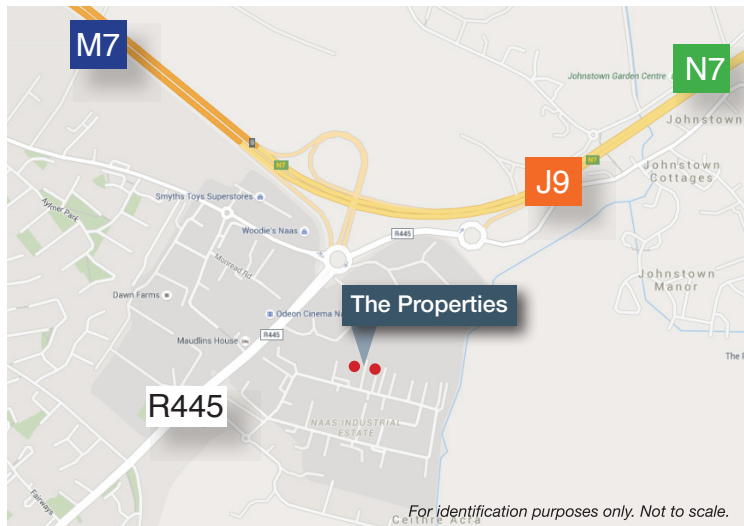 M7
N7
Johnstown Garden Centre
Johnstown
N7
N7
J9
Johnstown
Cottages
Smyths Toys Superstores
Aylmer Park
Woodie's Naas
R445
Monread Rd
Johnstown
Manor
Dawn Farms
The Properties
Odeon Cinema Na
R445
Maudlins House
The
R445
NAAS INDUSTRIAL
ESTATE
Fairways
For identification purposes only. Not to scale.
Ceithre Acra